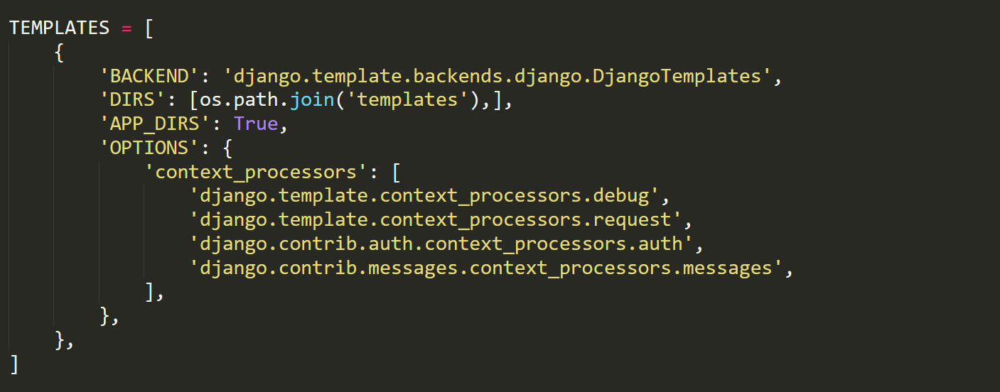 TEMPLATES = [
    {
        'BACKEND': 'django.template.backends.django.DjangoTemplates',
        'DIRS': [os.path.join('templates'),],
        'APP_DIRS': True,
        'OPTIONS': {
            'context_processors': [
                'django.template.context_processors.debug',
                'django.template.context_processors.request',
                'django.contrib.auth.context_processors.auth',
                'django.contrib.messages.context_processors.messages',
            ],
        },
    },
]